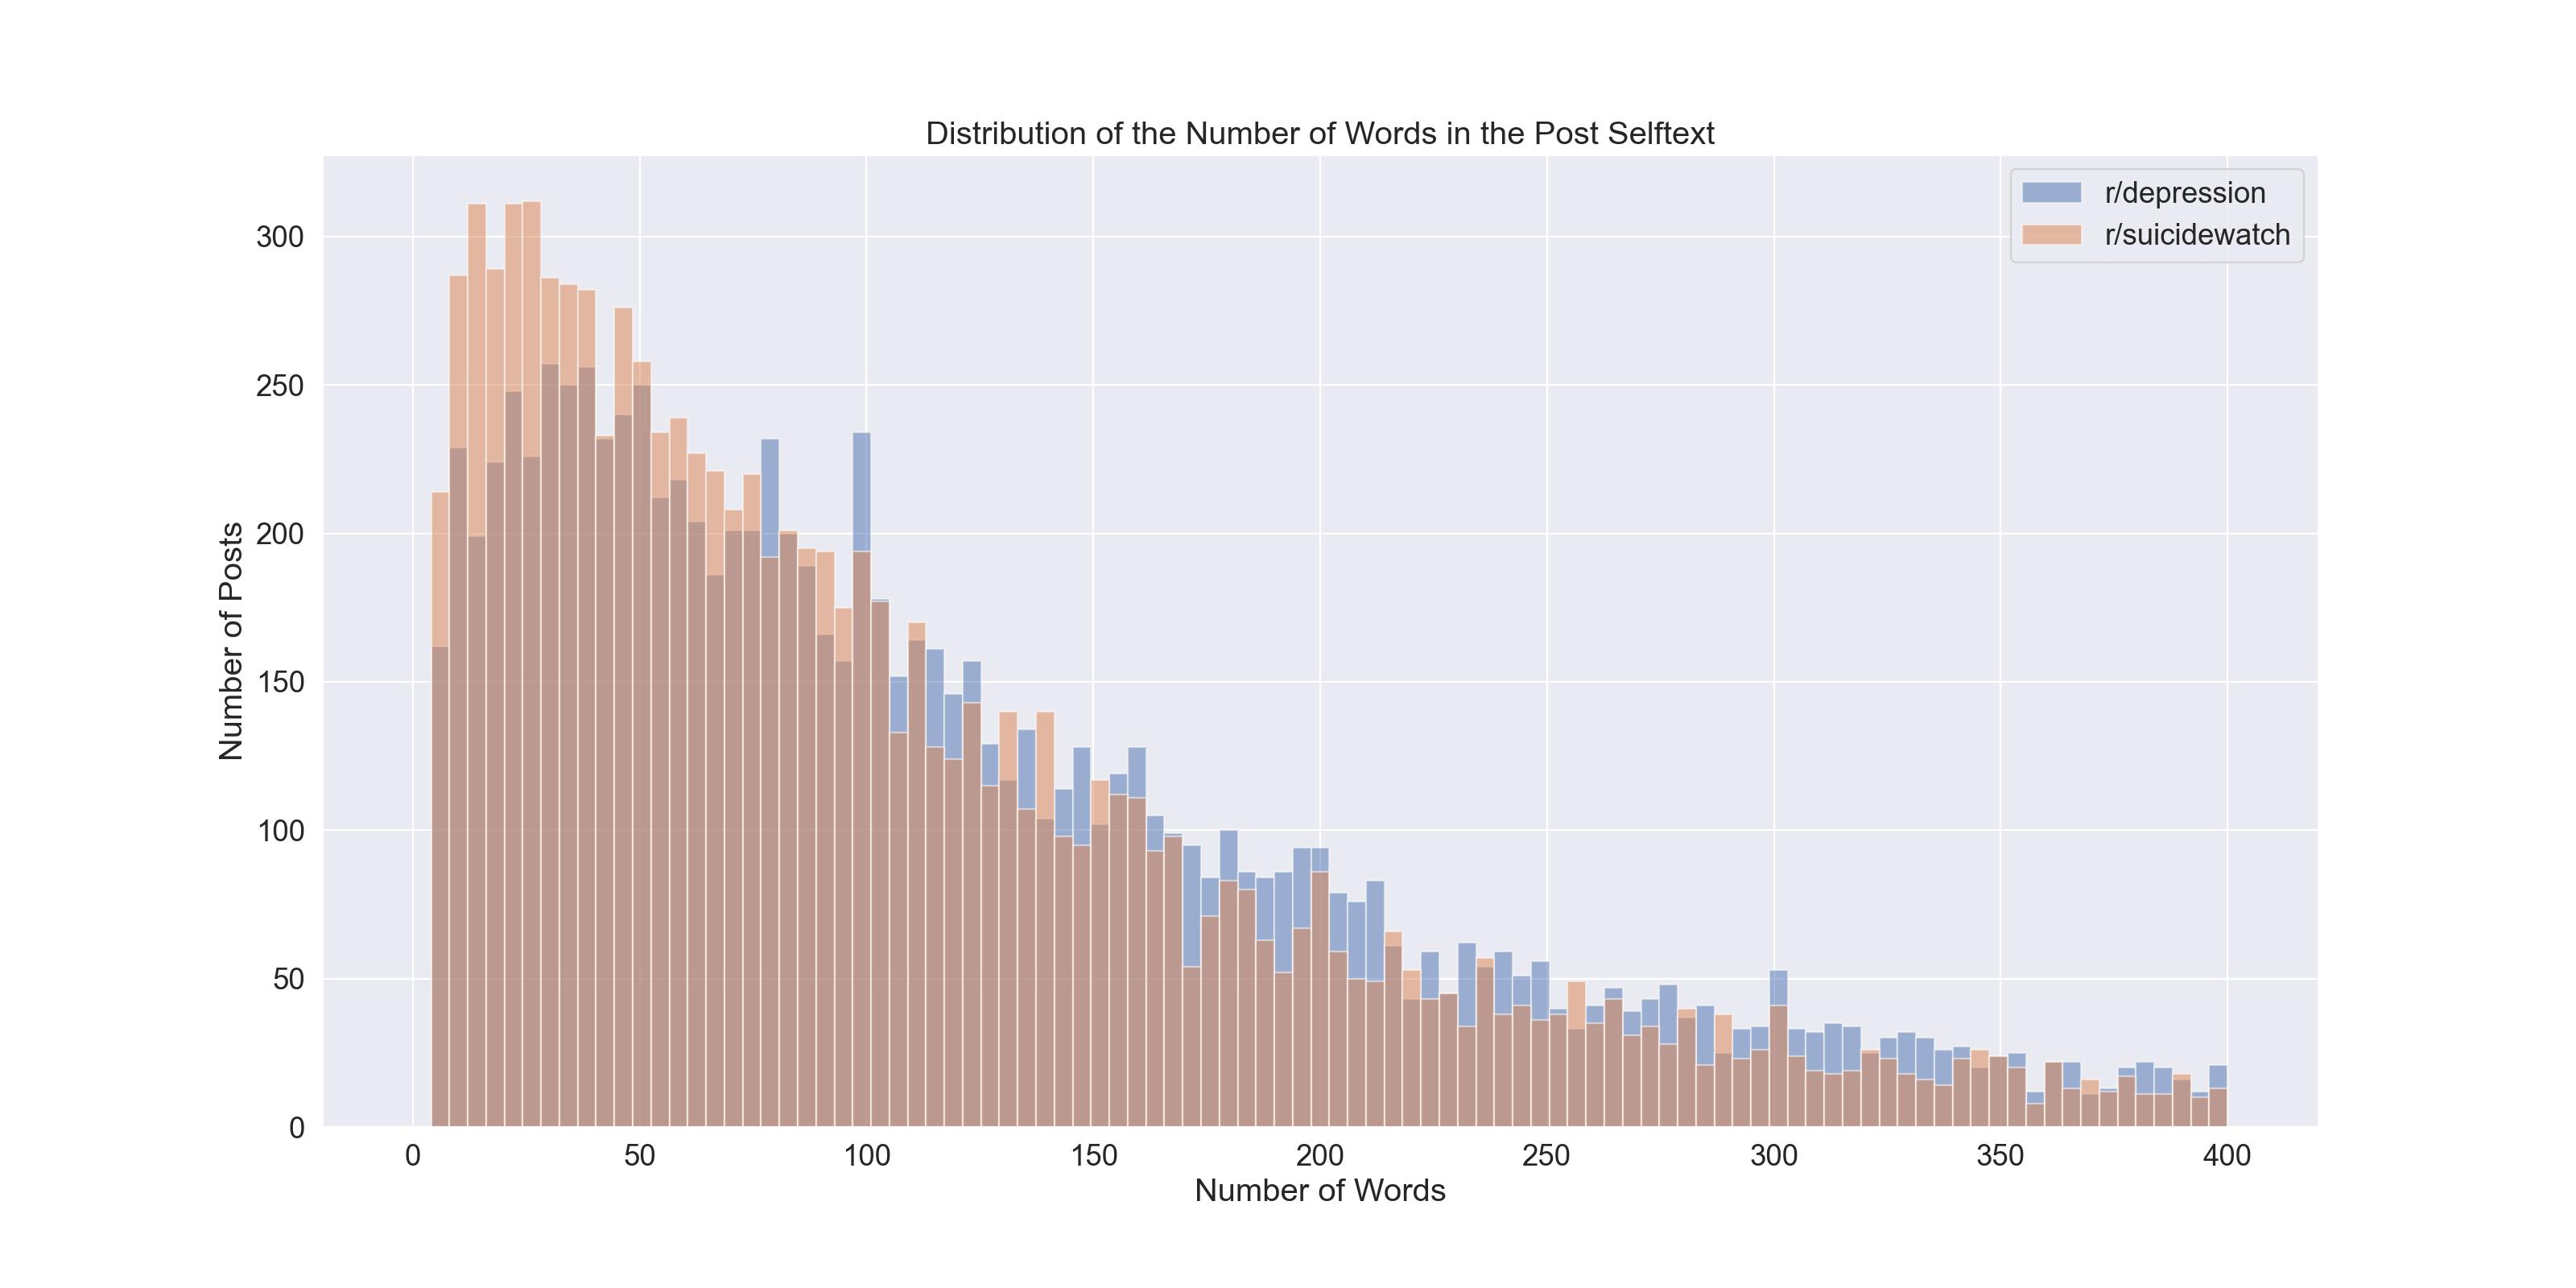 Distribution of the Number of Words in the Post Selftext
r/depression
r/suicidewatch
300
250
200
150
100
50
0
Number of Posts
0 50 100 150 200 250 300 350 400
Number of Words